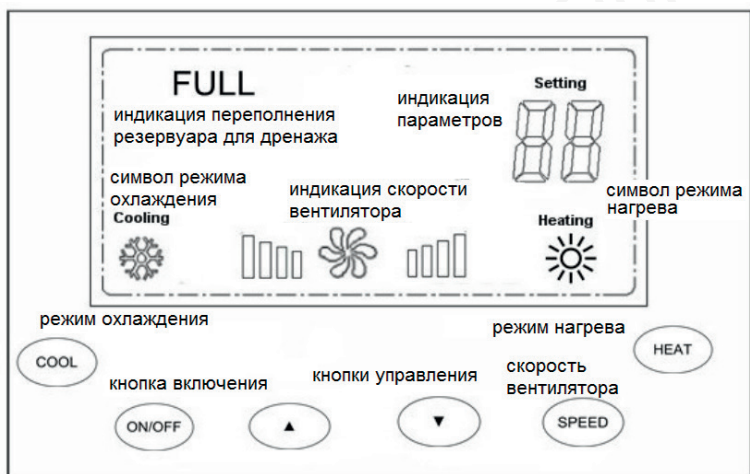 FULL
индикация переполнения
резервуара для дренажа
индикация
параметров
Setting
символ режима
охлаждения
Cooling
индикация скорости
вентилятора
символ режима
нагрева
Heating
режим охлаждения
COOL
режим нагрева
HEAT
кнопка включения
ON/OFF
кнопки управления
▲
▼
скорость
вентилятора
SPEED